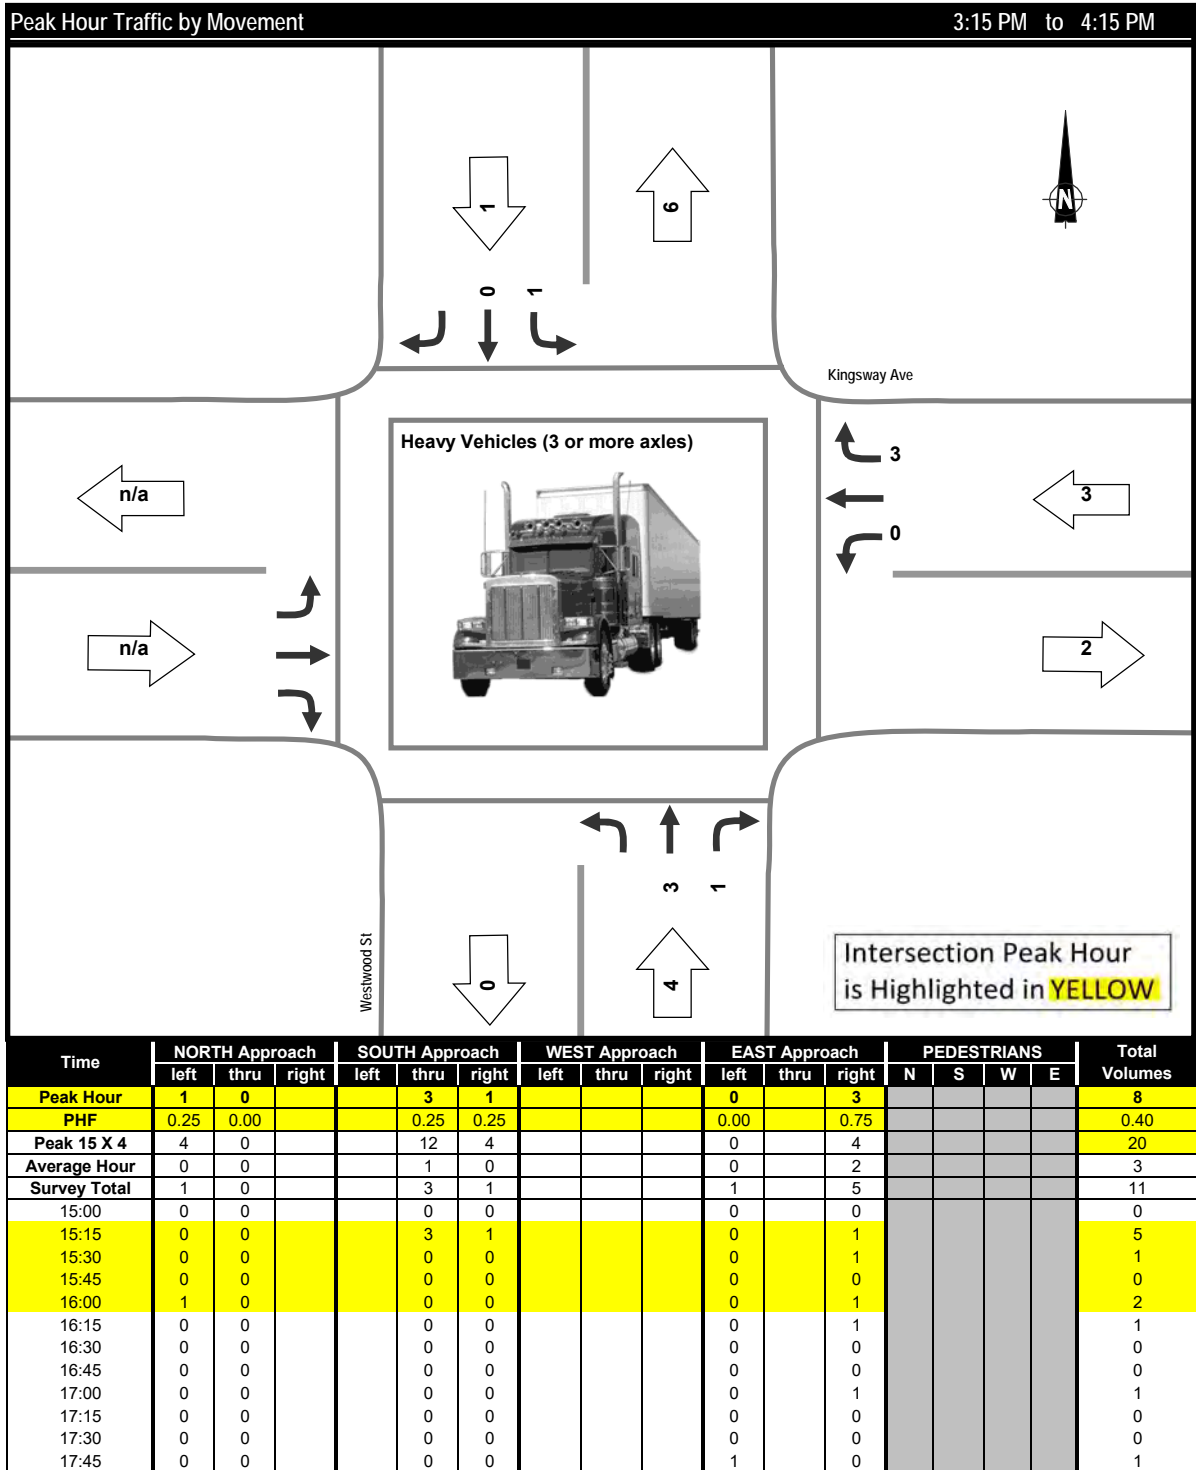 Peak Hour Traffic by Movement 3:15 PM to 4:15 PM
1 6
0 1
N
Kingsway Ave
Heavy Vehicles (3 or more axles)
3
n/a 3
0
n/a 2
3 1
Westwood St
0 4
Intersection Peak Hour
is Highlighted in YELLOW
Time NORTH Approach SOUTH Approach WEST Approach EAST Approach PEDESTRIANS Total Volumes
left thru right left thru right left thru right left thru right N S W E
Peak Hour 1 0 3 1 0 3 8
PHF 0.25 0.00 0.25 0.25 0.00 0.75 0.40
Peak 15 X 4 4 0 12 4 0 4 20
Average Hour 0 0 1 0 0 2 3
Survey Total 1 0 3 1 1 5 11
15:00 0 0 0 0 0 0 0
15:15 0 0 3 1 0 1 5
15:30 0 0 0 0 0 1 1
15:45 0 0 0 0 0 0 0
16:00 1 0 0 0 0 1 2
16:15 0 0 0 0 0 1 1
16:30 0 0 0 0 0 0 0
16:45 0 0 0 0 0 0 0
17:00 0 0 0 0 0 1 1
17:15 0 0 0 0 0 0 0
17:30 0 0 0 0 0 0 0
17:45 0 0 0 0 1 0 1